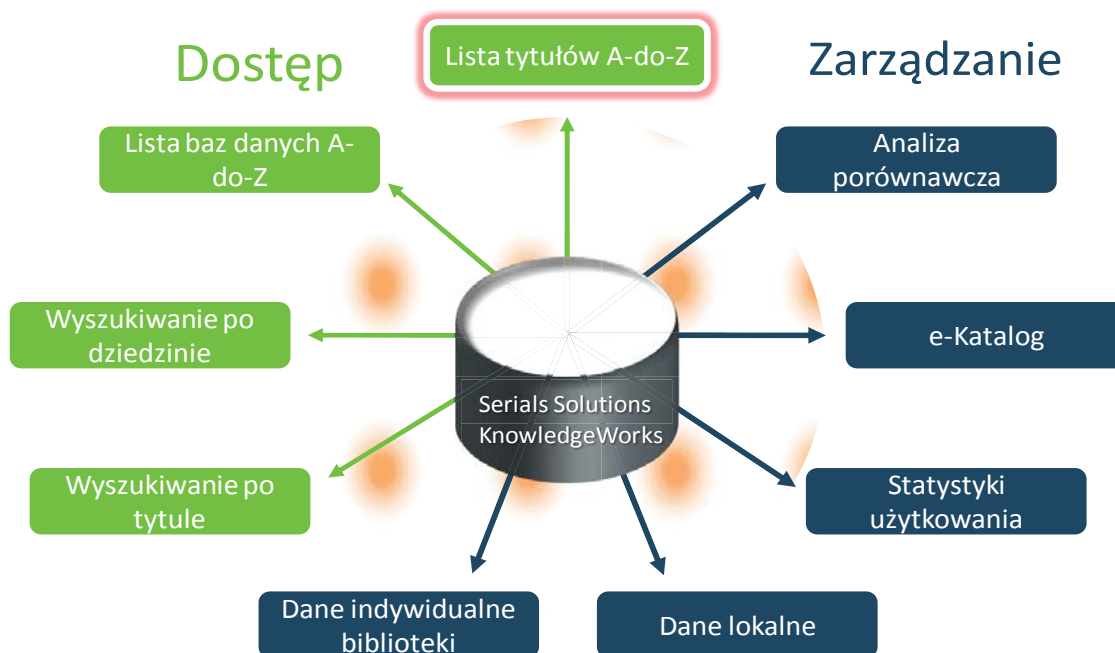 Dostęp
Lista tytułów A-do-Z
Zarządzanie
Lista baz danych A-
do-Z
Analiza
porównawcza
Wyszukiwanie po
dziedzinie
e-Katalog
Serials Solutions
KnowledgeWorks
Wyszukiwanie po
tytule
Statystyki
użytkowania
Dane indywidualne
biblioteki
Dane lokalne